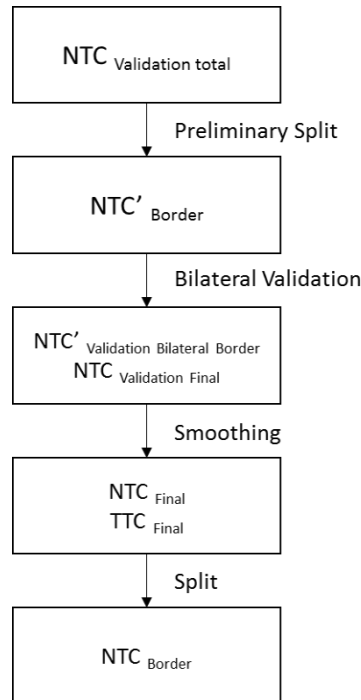 NTC Validation total
Preliminary Split
NTC’ Border
Bilateral Validation
NTC’ Validation Bilateral Border
NTC Validation Final
Smoothing
NTC Final
TTC Final
Split
NTC Border